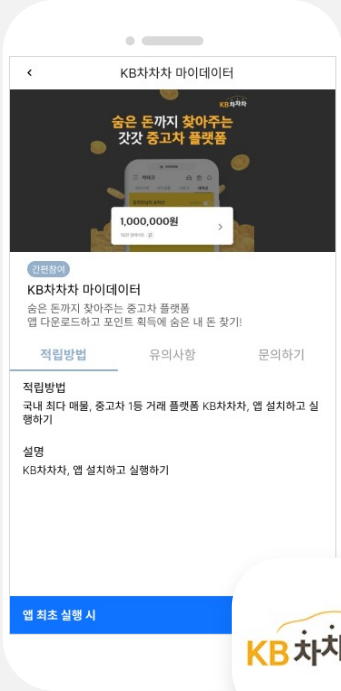 KB차차차 마이데이터
KB차차차
숨은 돈까지 찾아주는
갓갓 중고차 플랫폼
1,000,000원
간편참여
KB차차차 마이데이터
숨은 돈까지 찾아주는 중고차 플랫폼
앱 다운로드하고 포인트 획득에 숨은 내 돈 찾기!
적립방법 유의사항 문의하기
적립방법
국내 최다 매물, 중고차 1등 거래 플랫폼 KB차차차, 앱 설치하고 실
행하기
설명
KB차차차, 앱 설치하고 실행하기
앱 최초 실행 시
KB차차